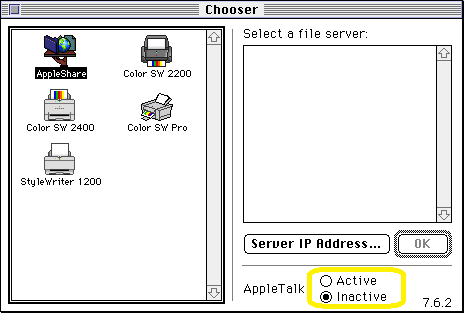 Chooser
AppleShare
Color SW 2200
Color SW 2400
Color SW Pro
StyleWriter 1200
Select a file server:
Server IP Address...
OK
AppleTalk
Active
Inactive
7.6.2